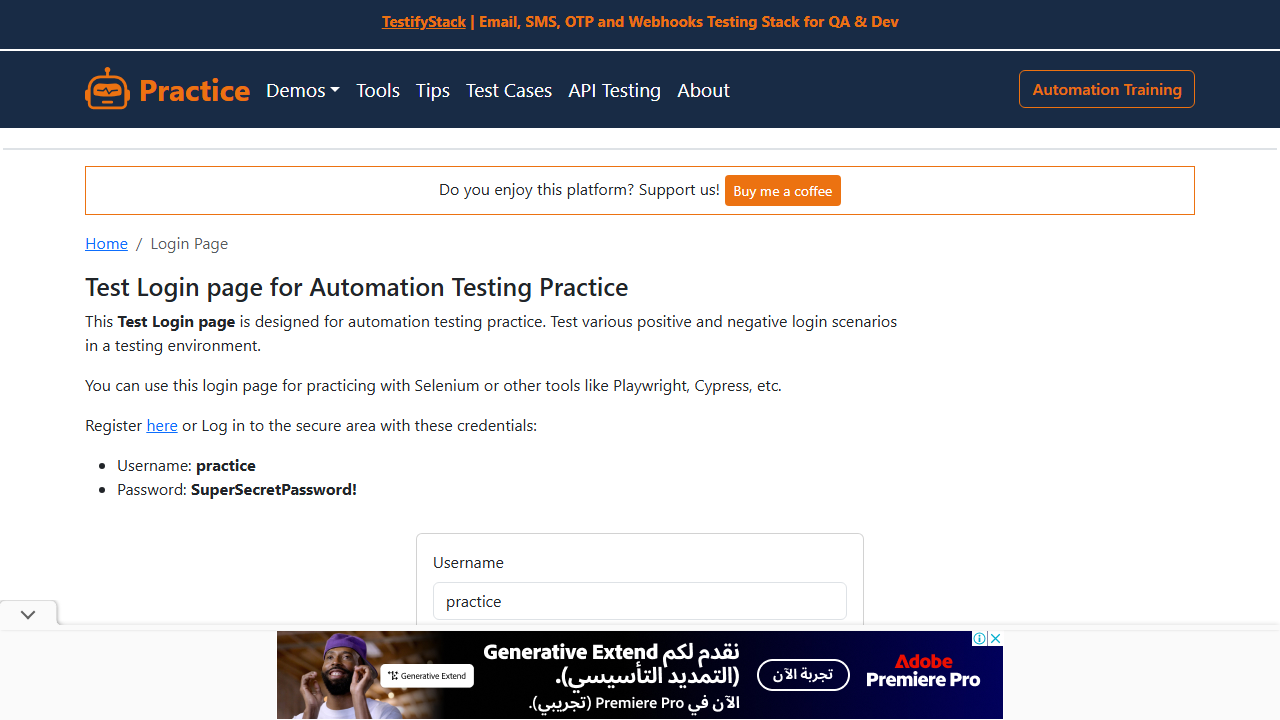 TestifyStack | Email, SMS, OTP and Webhooks Testing Stack for QA & Dev
Practice Demos Tools Tips Test Cases API Testing About Automation Training
Do you enjoy this platform? Support us! Buy me a coffee
Home / Login Page
Test Login page for Automation Testing Practice
This Test Login page is designed for automation testing practice. Test various positive and negative login scenarios
in a testing environment.
You can use this login page for practicing with Selenium or other tools like Playwright, Cypress, etc.
Register here or Log in to the secure area with these credentials:
Username: practice
Password: SuperSecretPassword!
Username
practice
Generative Extend
نقدم لكم Generative Extend
(التمديد التأسيسي).
الآن في Premiere Pro (تجريبي).
تجربة الآن
Adobe
Premiere Pro